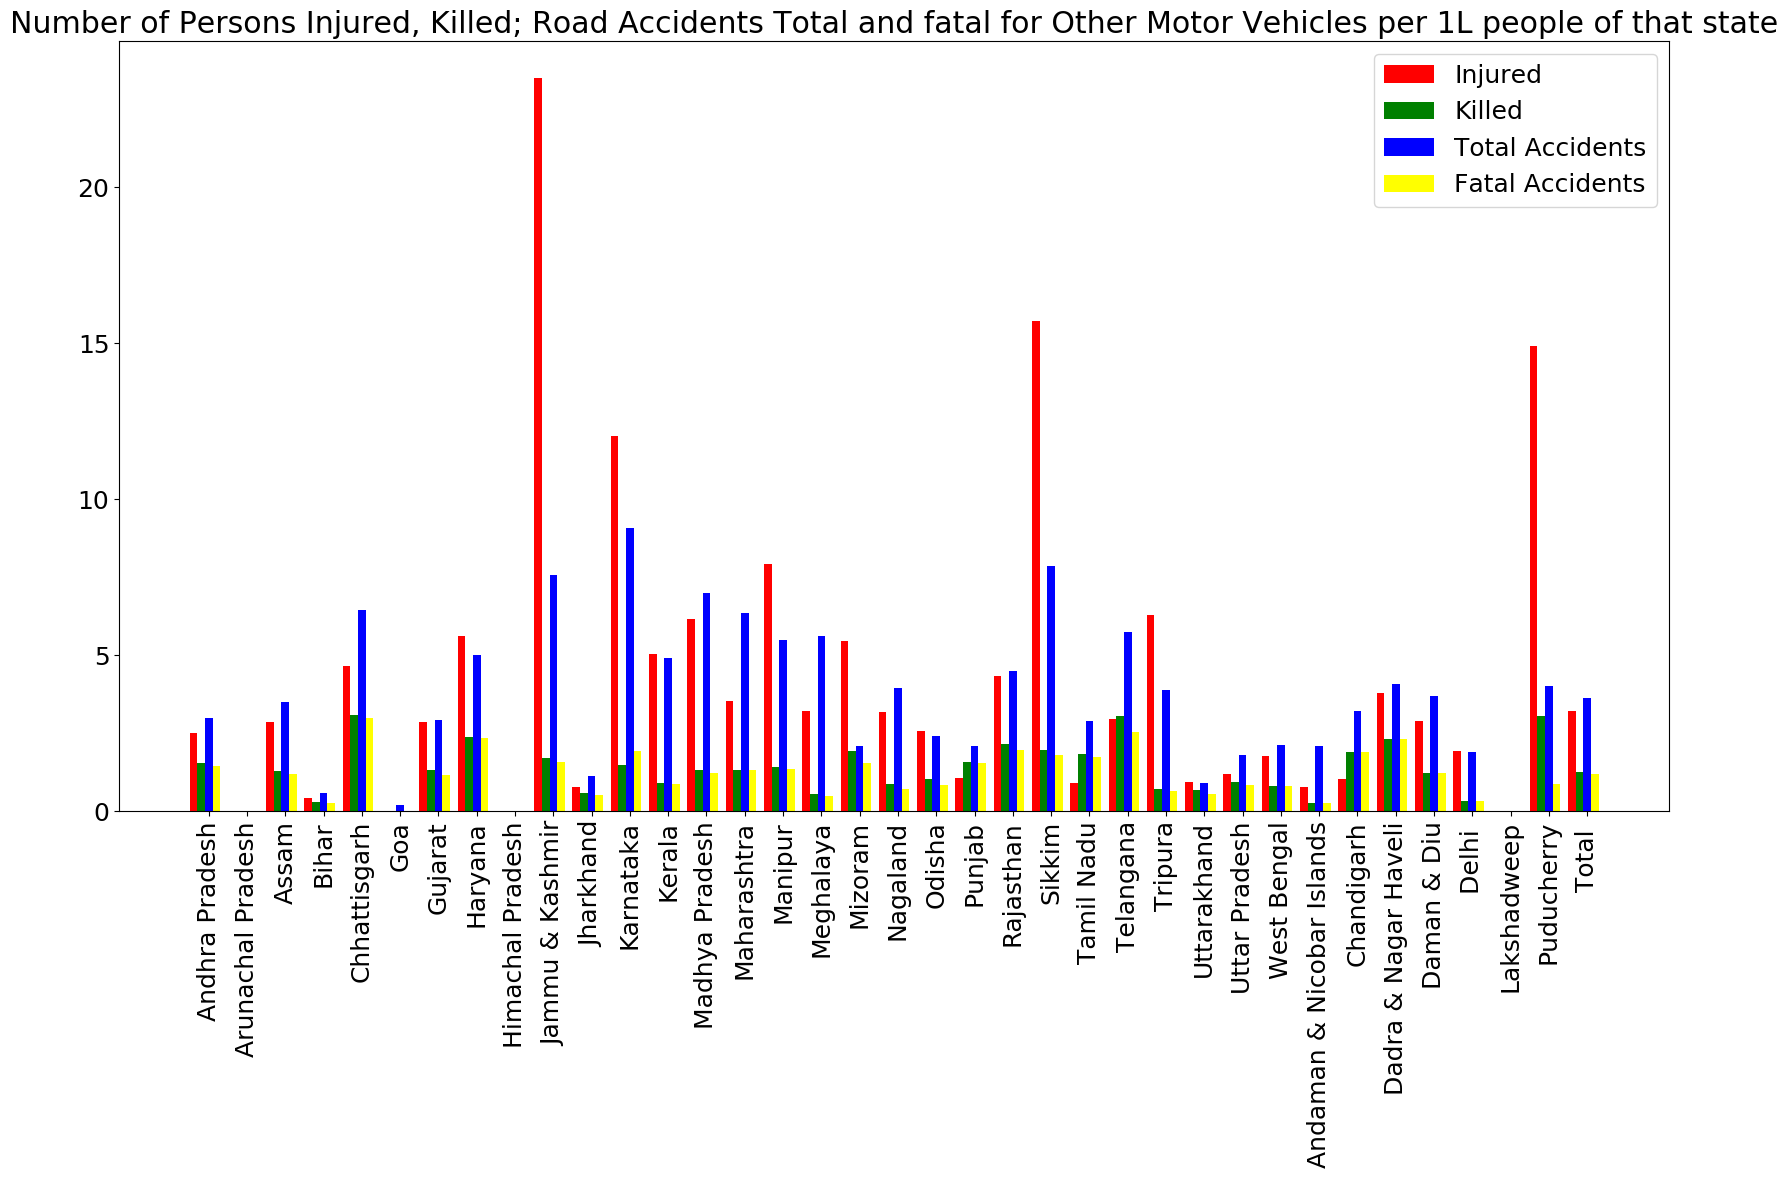 Number of Persons Injured, Killed; Road Accidents Total and fatal for Other Motor Vehicles per 1L people of that state
Injured
Killed
Total Accidents
Fatal Accidents
20
15
10
5
0
Andhra Pradesh
Arunachal Pradesh
Assam
Bihar
Chhattisgarh
Goa
Gujarat
Haryana
Himachal Pradesh
Jammu & Kashmir
Jharkhand
Karnataka
Kerala
Madhya Pradesh
Maharashtra
Manipur
Meghalaya
Mizoram
Nagaland
Odisha
Punjab
Rajasthan
Sikkim
Tamil Nadu
Telangana
Tripura
Uttarakhand
Uttar Pradesh
West Bengal
Andaman & Nicobar Islands
Chandigarh
Dadra & Nagar Haveli
Daman & Diu
Delhi
Lakshadweep
Puducherry
Total